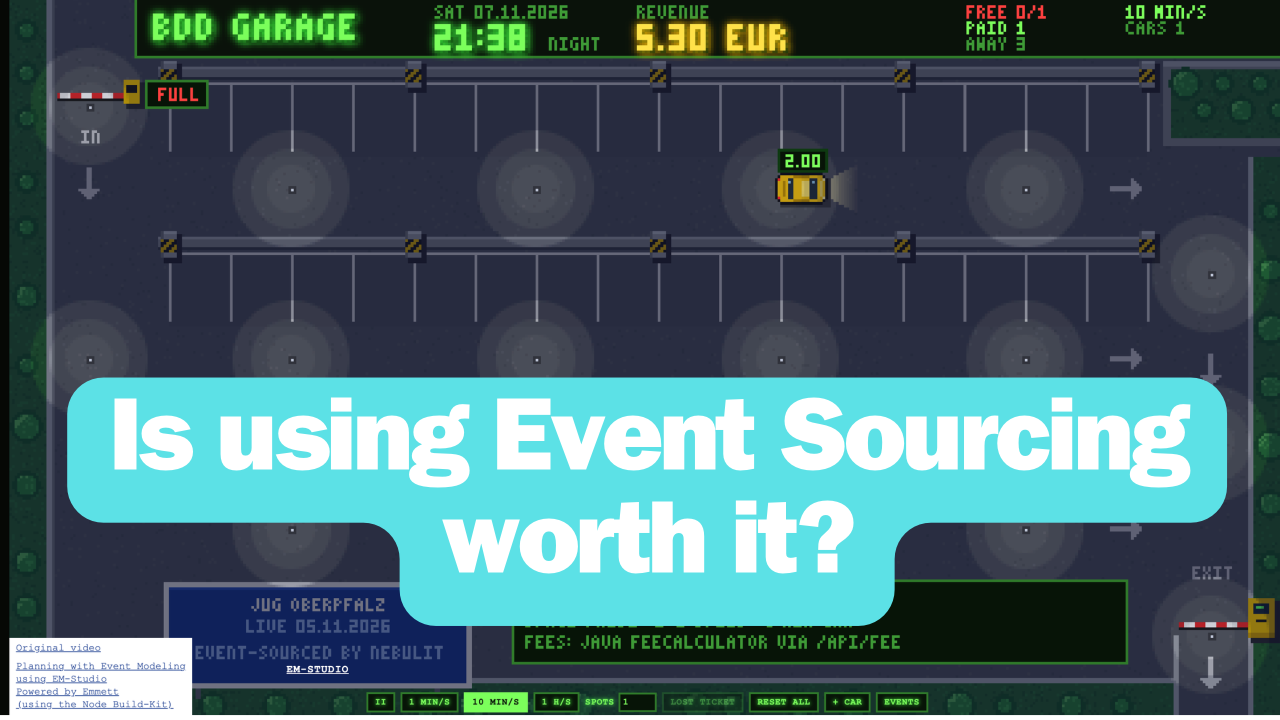 BDD GARAGE
SAT 07.11.2026
21:38 NIGHT
REVENUE
5.30 EUR
FREE 0/1
PAID 1
AWAY 3
10 MIN/S
CARS 1
FULL
IN
2.00
Is using Event Sourcing
worth it?
EXIT
JUG OBERPFALZ
LIVE 05.11.2026
EVENT-SOURCED BY NEBULIT
EM-STUDIO
FEES: JAVA FEECALCULATOR VIA /API/FEE
Original video
Planning with Event Modeling
using EM-Studio
Powered by Emmett
(using the Node Build-Kit)
II
1 MIN/S
10 MIN/S
1 H/S
SPOTS
1
LOST TICKET
RESET ALL
+ CAR
EVENTS